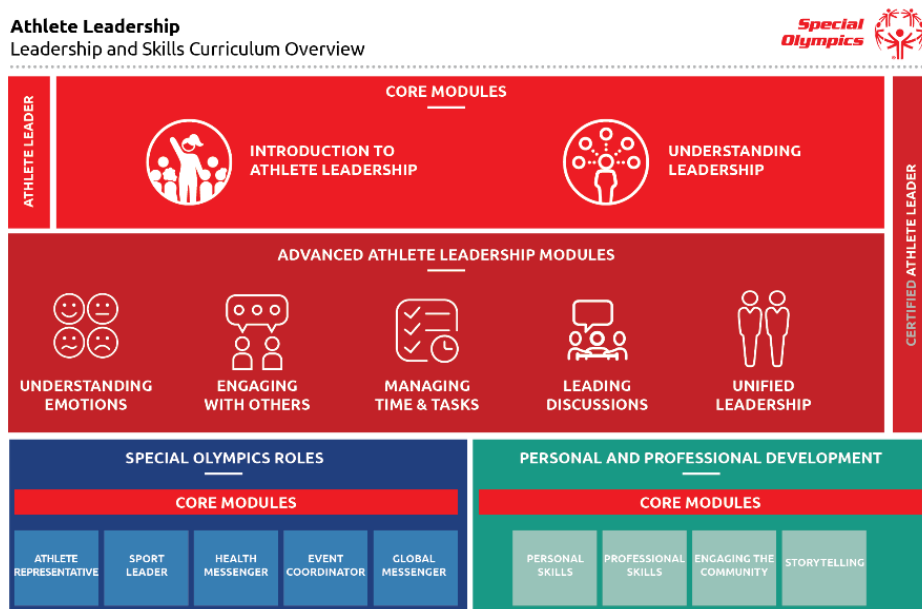 Athlete Leadership
Leadership and Skills Curriculum Overview
Special
Olympics
ATHLETE LEADER
CORE MODULES
INTRODUCTION TO
ATHLETE LEADERSHIP
UNDERSTANDING
LEADERSHIP
CERTIFIED ATHLETE LEADER
ADVANCED ATHLETE LEADERSHIP MODULES
UNDERSTANDING
EMOTIONS
ENGAGING
WITH OTHERS
MANAGING
TIME & TASKS
LEADING
DISCUSSIONS
UNIFIED
LEADERSHIP
SPECIAL OLYMPICS ROLES
CORE MODULES
ATHLETE
REPRESENTATIVE
SPORT
LEADER
HEALTH
MESSENGER
EVENT
COORDINATOR
GLOBAL
MESSENGER
PERSONAL AND PROFESSIONAL DEVELOPMENT
CORE MODULES
PERSONAL
SKILLS
PROFESSIONAL
SKILLS
ENGAGING THE
COMMUNITY
STORYTELLING